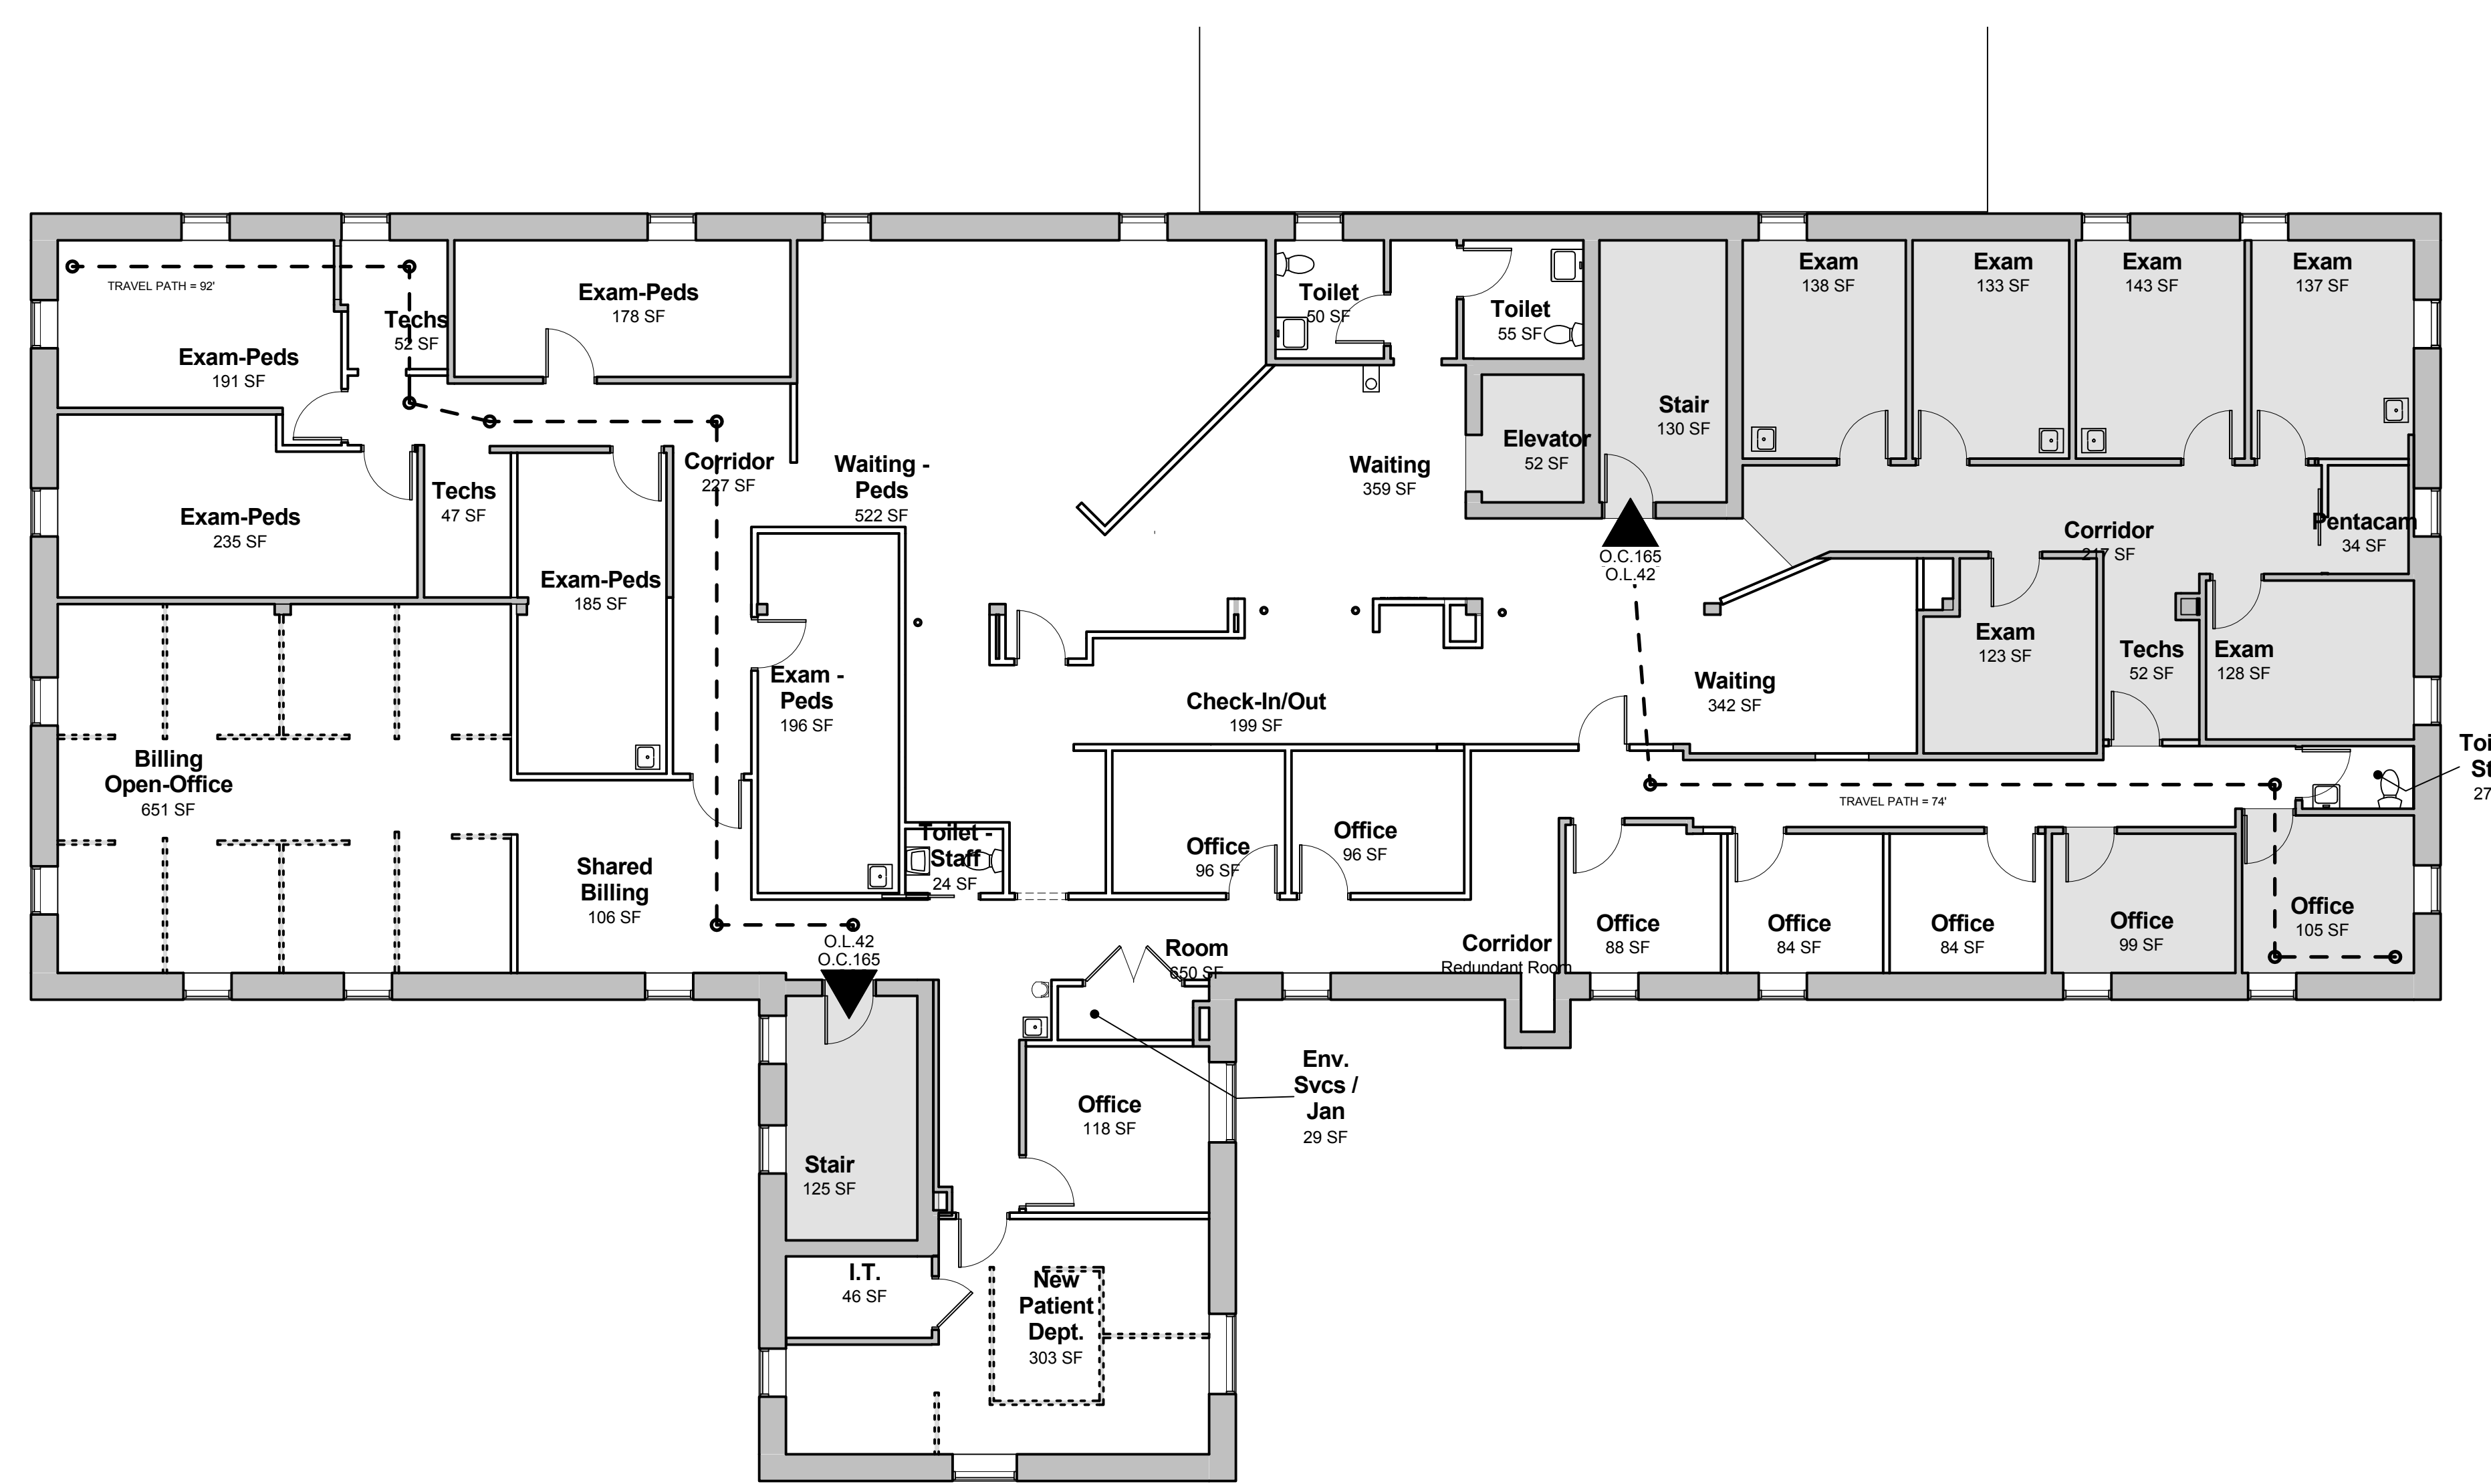 Exam
138 SF
Exam
133 SF
Exam
143 SF
Exam
137 SF
TRAVEL PATH = 92'
Exam-Peds
178 SF
Toilet
50 SF
Toilet
55 SF
Techs
52 SF
Exam-Peds
191 SF
Stair
130 SF
Elevator
52 SF
Corridor
227 SF
Waiting -
Peds
522 SF
Waiting
359 SF
Techs
47 SF
Exam-Peds
235 SF
Corridor
217 SF
Pentacam
34 SF
O.C.165
O.L.42
Exam-Peds
185 SF
Exam
123 SF
Techs
52 SF
Exam
128 SF
Exam -
Peds
196 SF
Check-In/Out
199 SF
Waiting
342 SF
Billing
Open-Office
651 SF
Toi
St
27
TRAVEL PATH = 74'
Toilet -
Staff
24 SF
Office
96 SF
Office
96 SF
Shared
Billing
106 SF
Office
88 SF
Office
84 SF
Office
84 SF
Office
99 SF
Office
105 SF
O.L.42
O.C.165
Room
650 SF
Corridor
Redundant Room
Env.
Svcs /
Jan
29 SF
Office
118 SF
Stair
125 SF
I.T.
46 SF
New
Patient
Dept.
303 SF